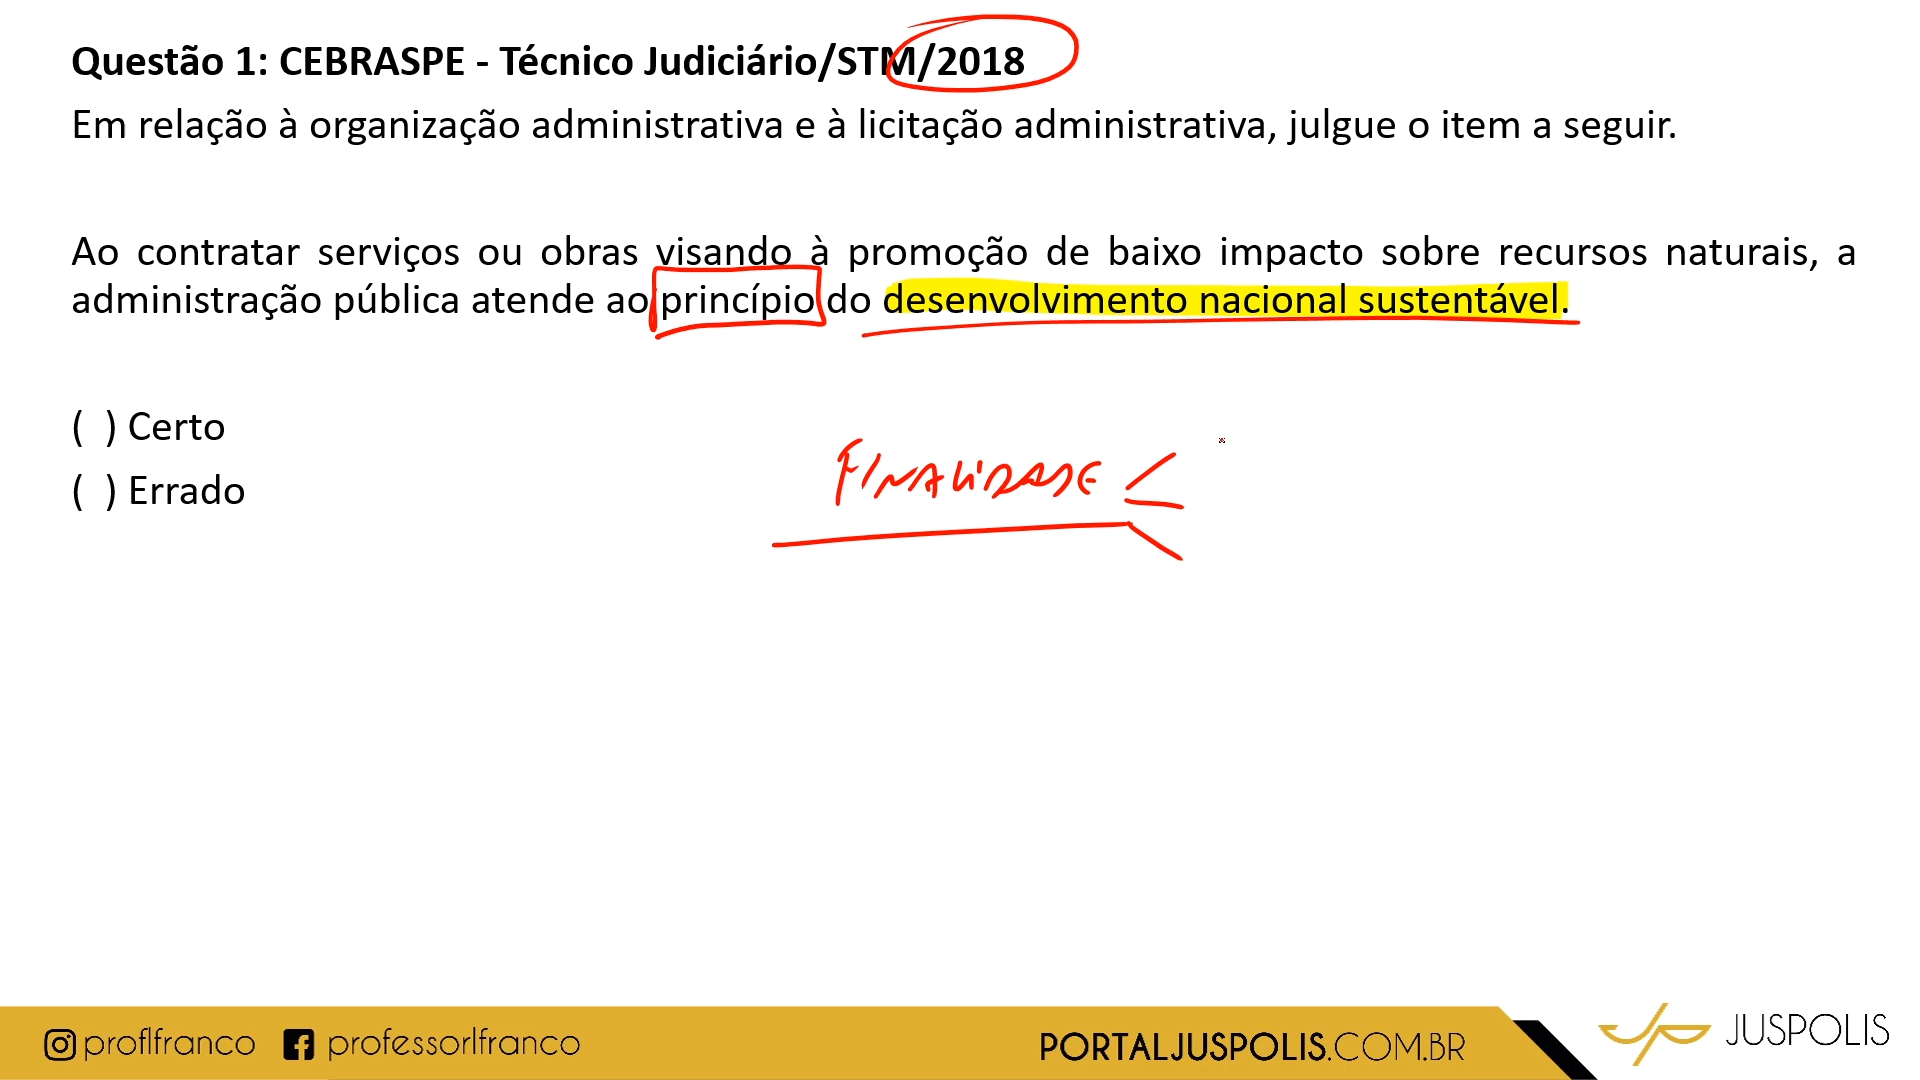 Questão 1: CEBRASPE - Técnico Judiciário/STM/2018
Em relação à organização administrativa e à licitação administrativa, julgue o item a seguir.
Ao contratar serviços ou obras visando à promoção de baixo impacto sobre recursos naturais, a
administração pública atende ao princípio do desenvolvimento nacional sustentável.
( ) Certo
( ) Errado
FINALIDADE
proflfranco professorlfranco PORTALJUSPOLIS.COM.BR JUSPOLIS